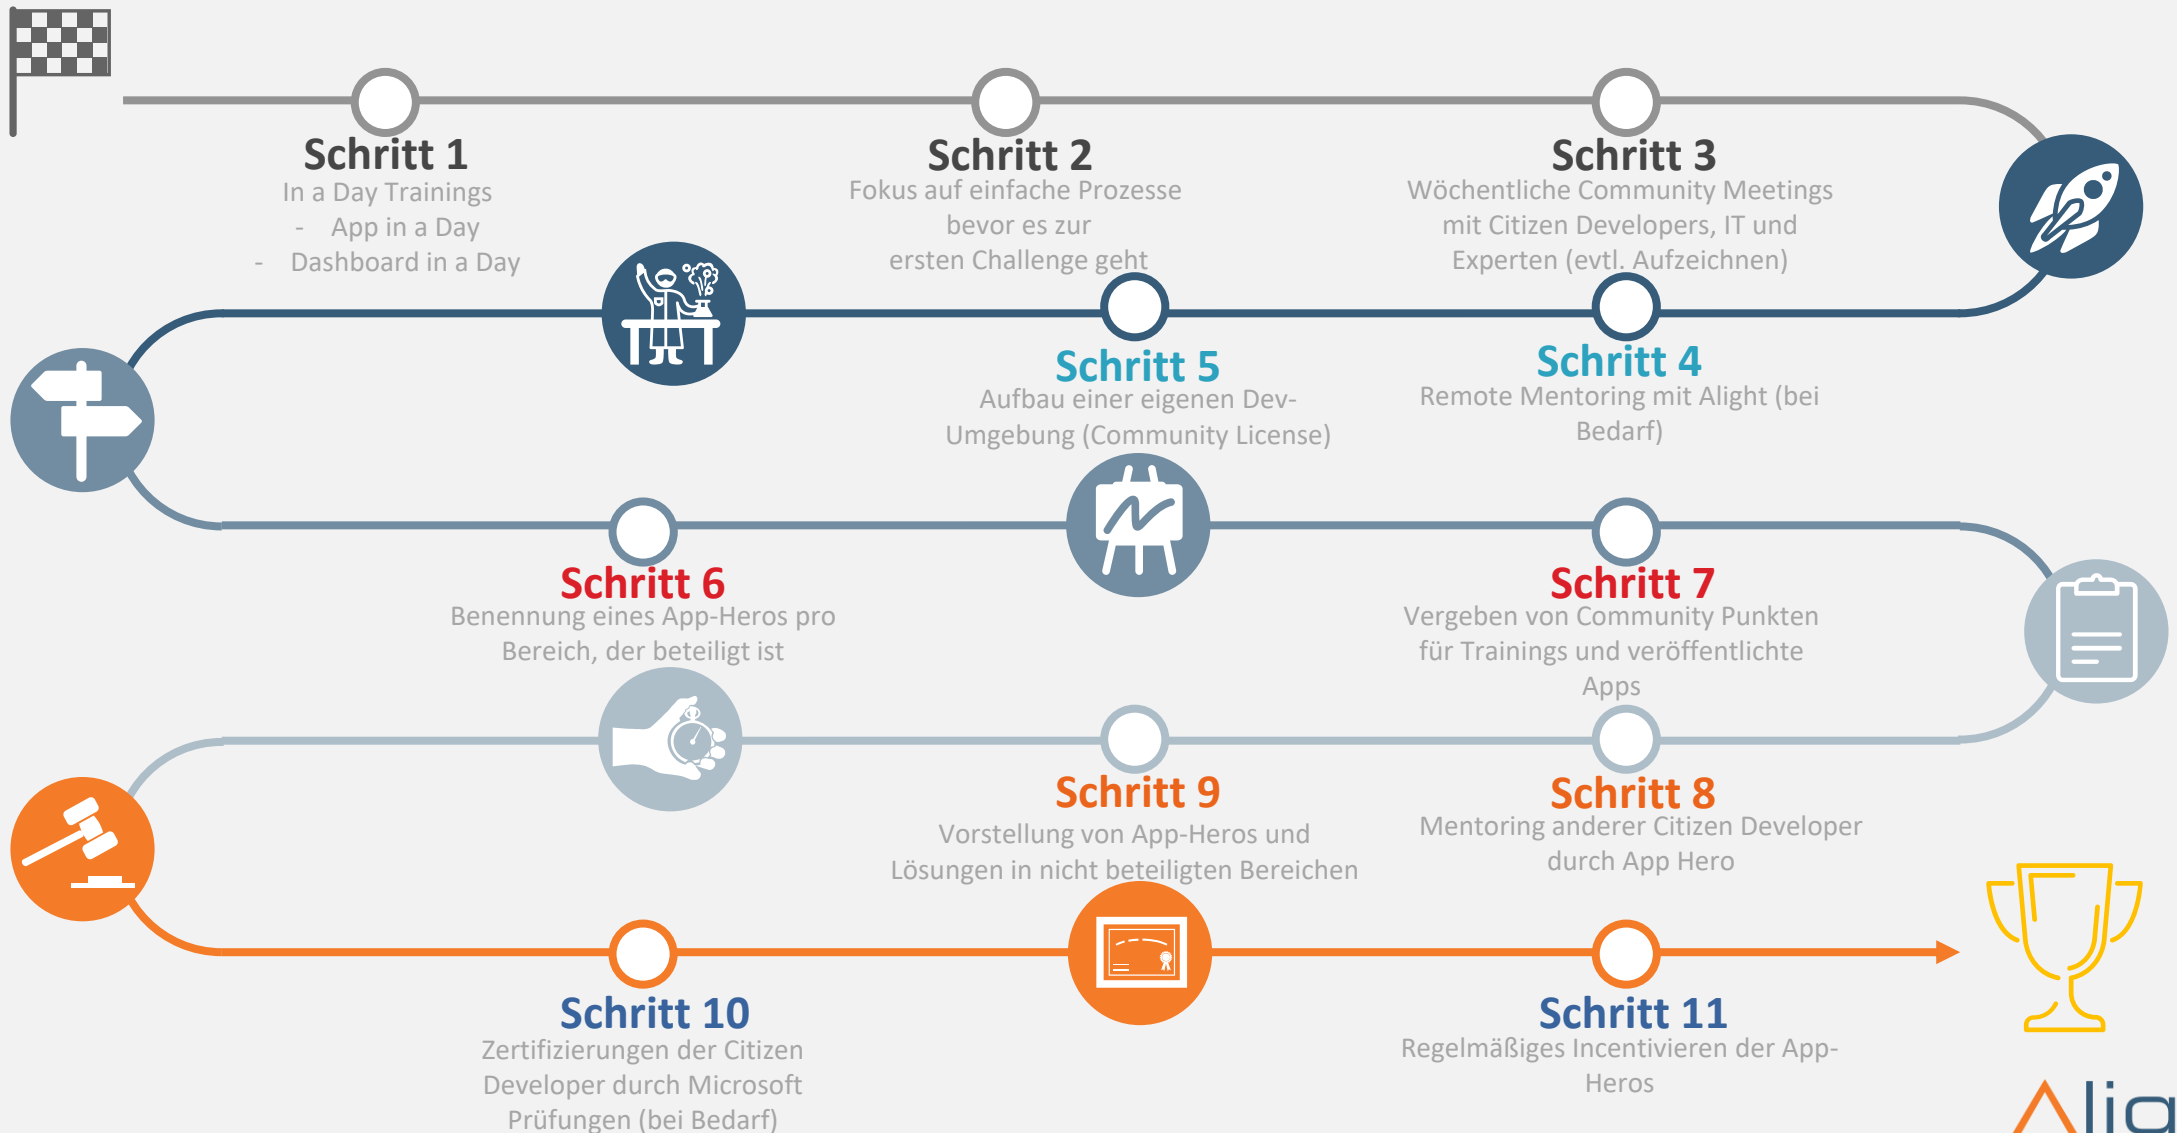 Schritt 1
In a Day Trainings
- App in a Day
- Dashboard in a Day
Schritt 2
Fokus auf einfache Prozesse
bevor es zur
ersten Challenge geht
Schritt 3
Wöchentliche Community Meetings
mit Citizen Developers, IT und
Experten (evtl. Aufzeichnen)
Schritt 4
Remote Mentoring mit Alight (bei
Bedarf)
Schritt 5
Aufbau einer eigenen Dev-
Umgebung (Community License)
Schritt 6
Benennung eines App-Heros pro
Bereich, der beteiligt ist
Schritt 7
Vergeben von Community Punkten
für Trainings und veröffentlichte
Apps
Schritt 8
Mentoring anderer Citizen Developer
durch App Hero
Schritt 9
Vorstellung von App-Heros und
Lösungen in nicht beteiligten Bereichen
Schritt 10
Zertifizierungen der Citizen
Developer durch Microsoft
Prüfungen (bei Bedarf)
Schritt 11
Regelmäßiges Incentivieren der App-
Heros